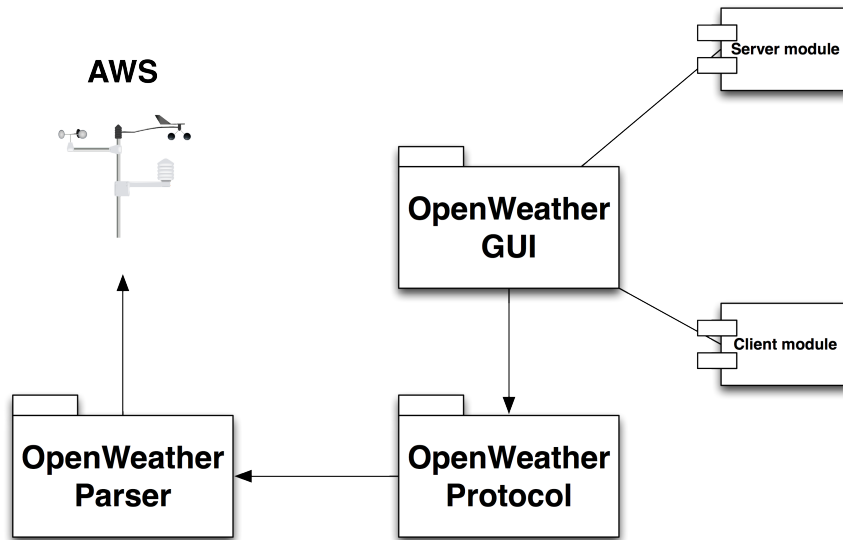 AWS
Server module
OpenWeather
GUI
Client module
OpenWeather
Parser
OpenWeather
Protocol